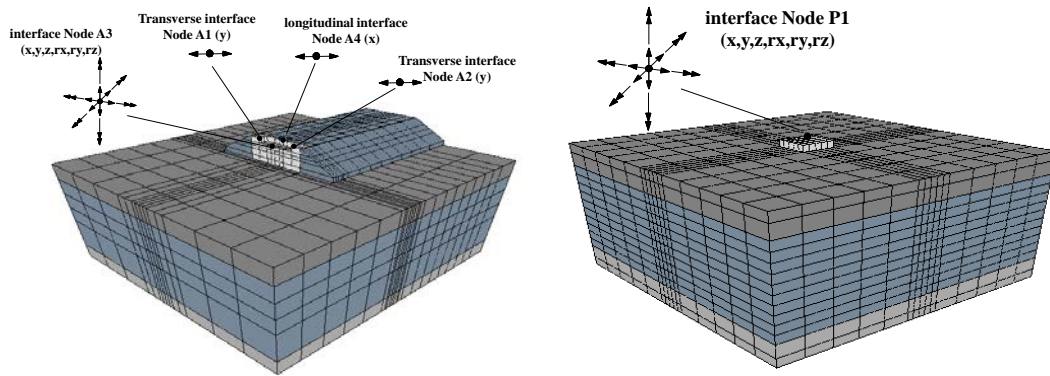 interface Node A3
(x,y,z,rx,ry,rz)
Transverse interface
Node A1 (y)
longitudinal interface
Node A4 (x)
Transverse interface
Node A2 (y)
interface Node P1
(x,y,z,rx,ry,rz)